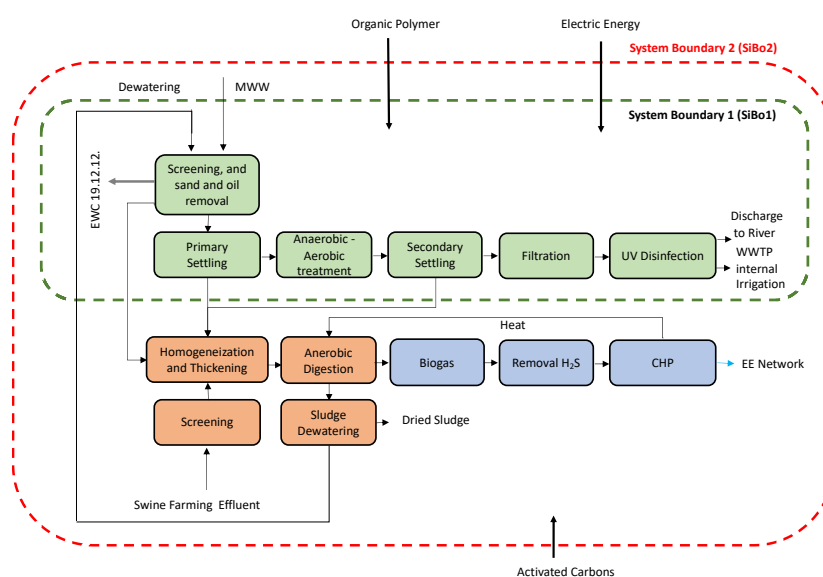 Organic Polymer
Electric Energy
System Boundary 2 (SiBo2)
Dewatering
MWW
System Boundary 1 (SiBo1)
EWC 19.12.12.
Screening, and
sand and oil
removal
Primary
Settling
Anaerobic -
Aerobic
treatment
Secondary
Settling
Filtration
UV Disinfection
Discharge
to River
WWTP
internal
Irrigation
Heat
Homogeneization
and Thickening
Anerobic
Digestion
Biogas
Removal H₂S
CHP
EE Network
Screening
Sludge
Dewatering
Dried Sludge
Swine Farming Effluent
Activated Carbons